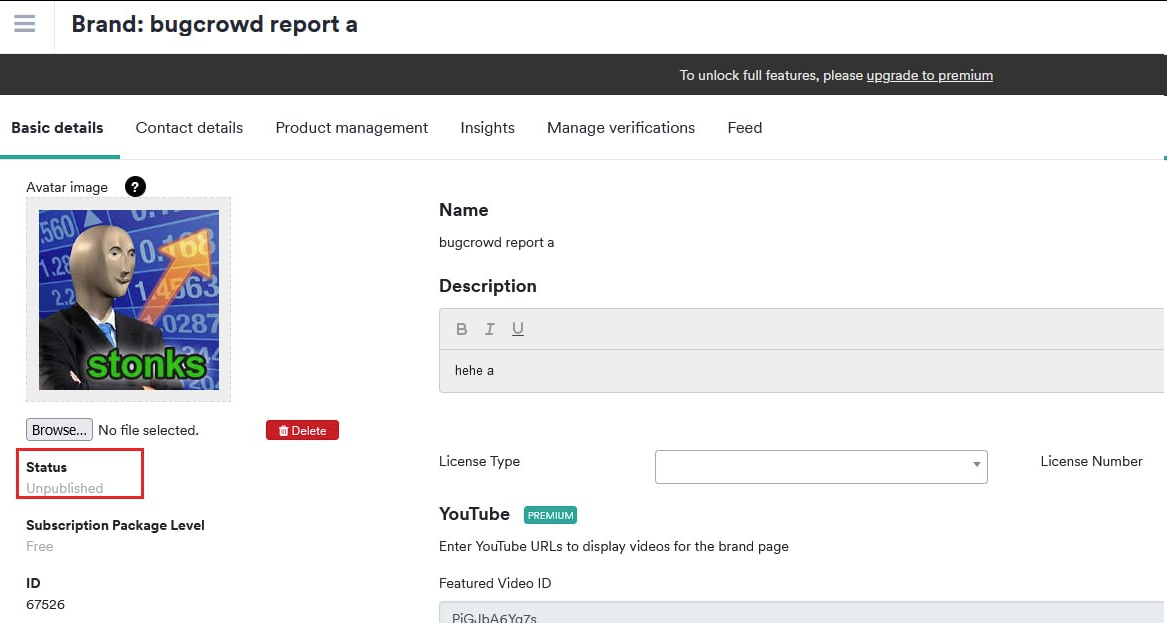 Brand: bugcrowd report a
To unlock full features, please upgrade to premium
Basic details Contact details Product management Insights Manage verifications Feed
Avatar image ?
stonks
Browse... No file selected. Delete
Status
Unpublished
Subscription Package Level
Free
ID
67526
Name
bugcrowd report a
Description
B I U
hehe a
License Type License Number
YouTube PREMIUM
Enter YouTube URLs to display videos for the brand page
Featured Video ID